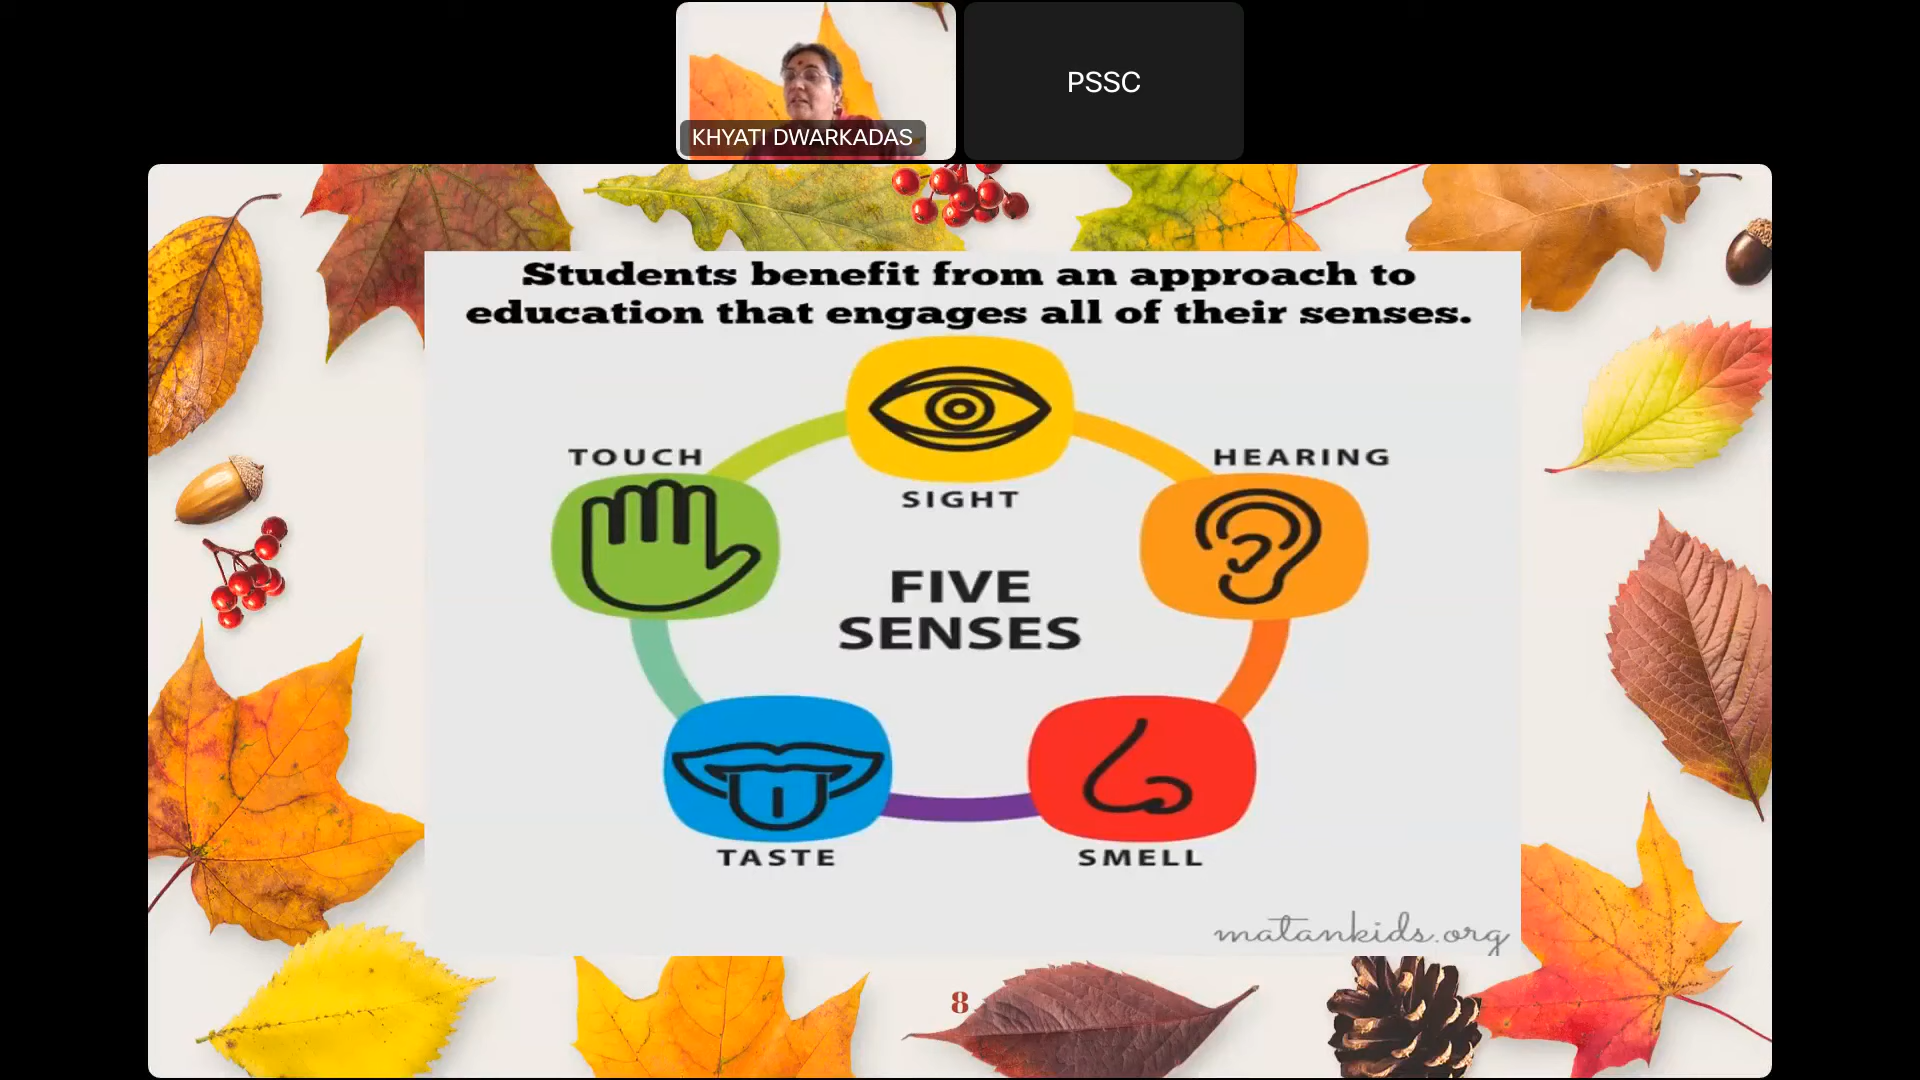 PSSC
KHYATI DWARKADAS
Students benefit from an approach to
education that engages all of their senses.
TOUCH
HEARING
SIGHT
FIVE
SENSES
TASTE
SMELL
matankids.org
8